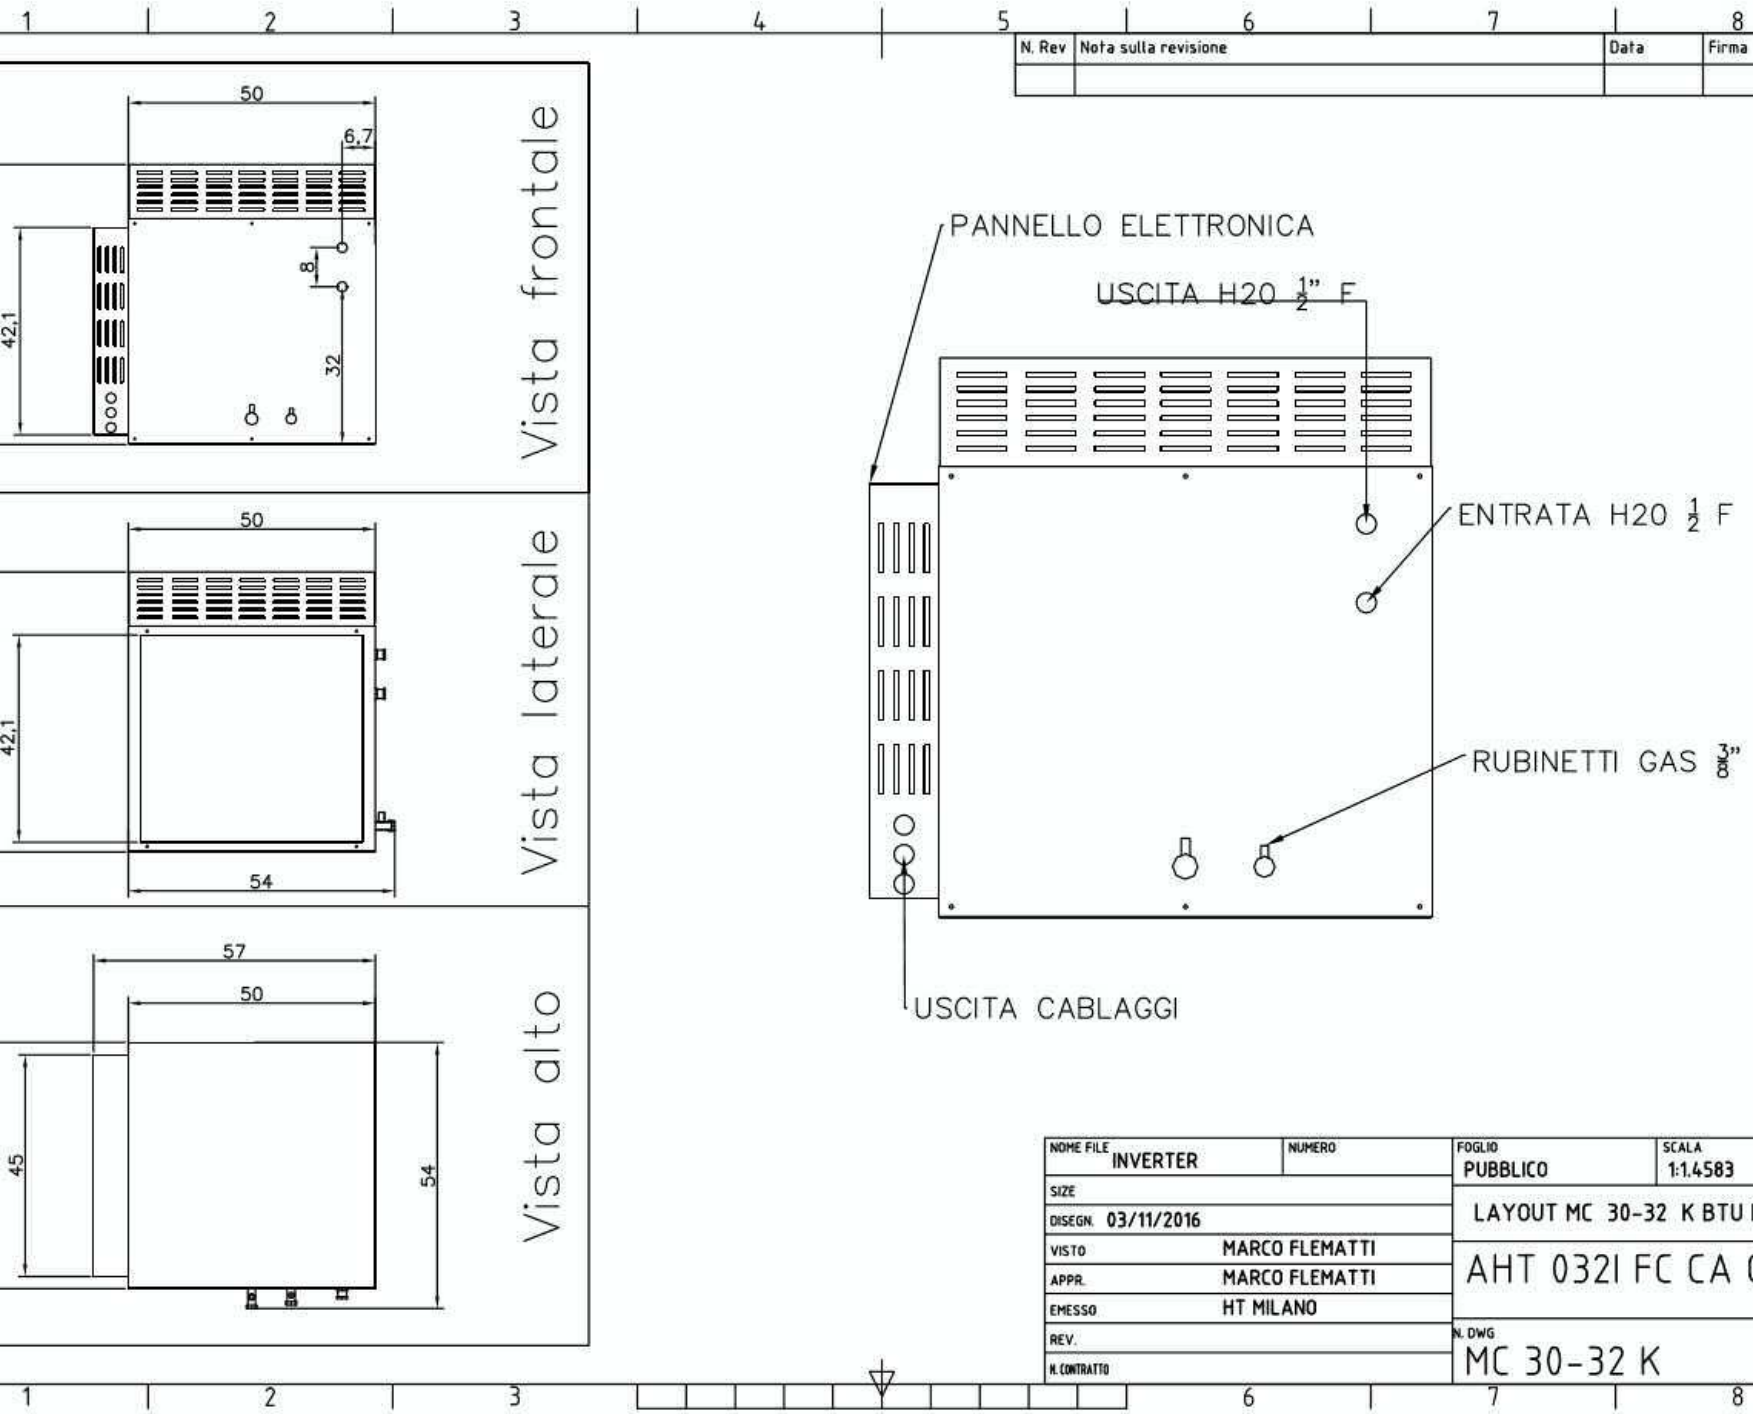 1 2 3 4 5 6 7 8
N. Rev Nota sulla revisione Data Firma
50
6,7
8
42,1
32
Vista frontale
50
42,1
54
Vista laterale
57
50
45
54
Vista alto
PANNELLO ELETTRONICA
USCITA H20 ½" F
ENTRATA H20 ½ F
RUBINETTI GAS ⅜"
USCITA CABLAGGI
NOME FILE INVERTER NUMERO FOGLIO PUBBLICO SCALA 1:1.4583
SIZE
LAYOUT MC 30-32 K BTU
DISEGN. 03/11/2016
VISTO MARCO FLEMATTI
AHT 032I FC CA
APPR. MARCO FLEMATTI
EMESSO HT MILANO
REV.
N. DWG
MC 30-32 K
N. CONTRATTO
1 2 3 6 7 8